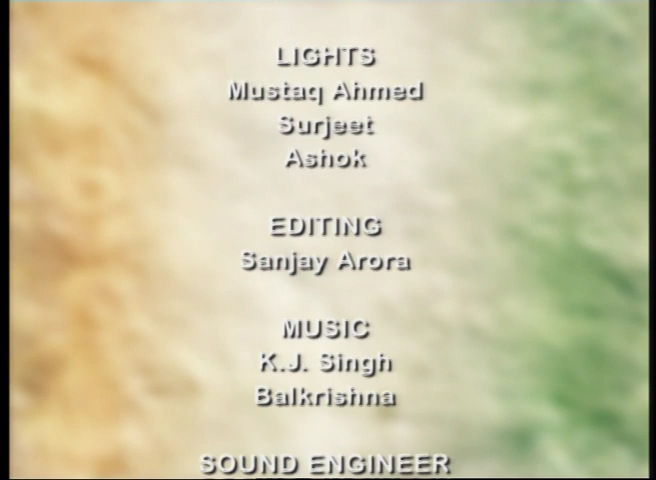 LIGHTS
Mustaq Ahmed
Surjeet
Ashok
EDITING
Sanjay Arora
MUSIC
K.J. Singh
Balkrishna
SOUND ENGINEER